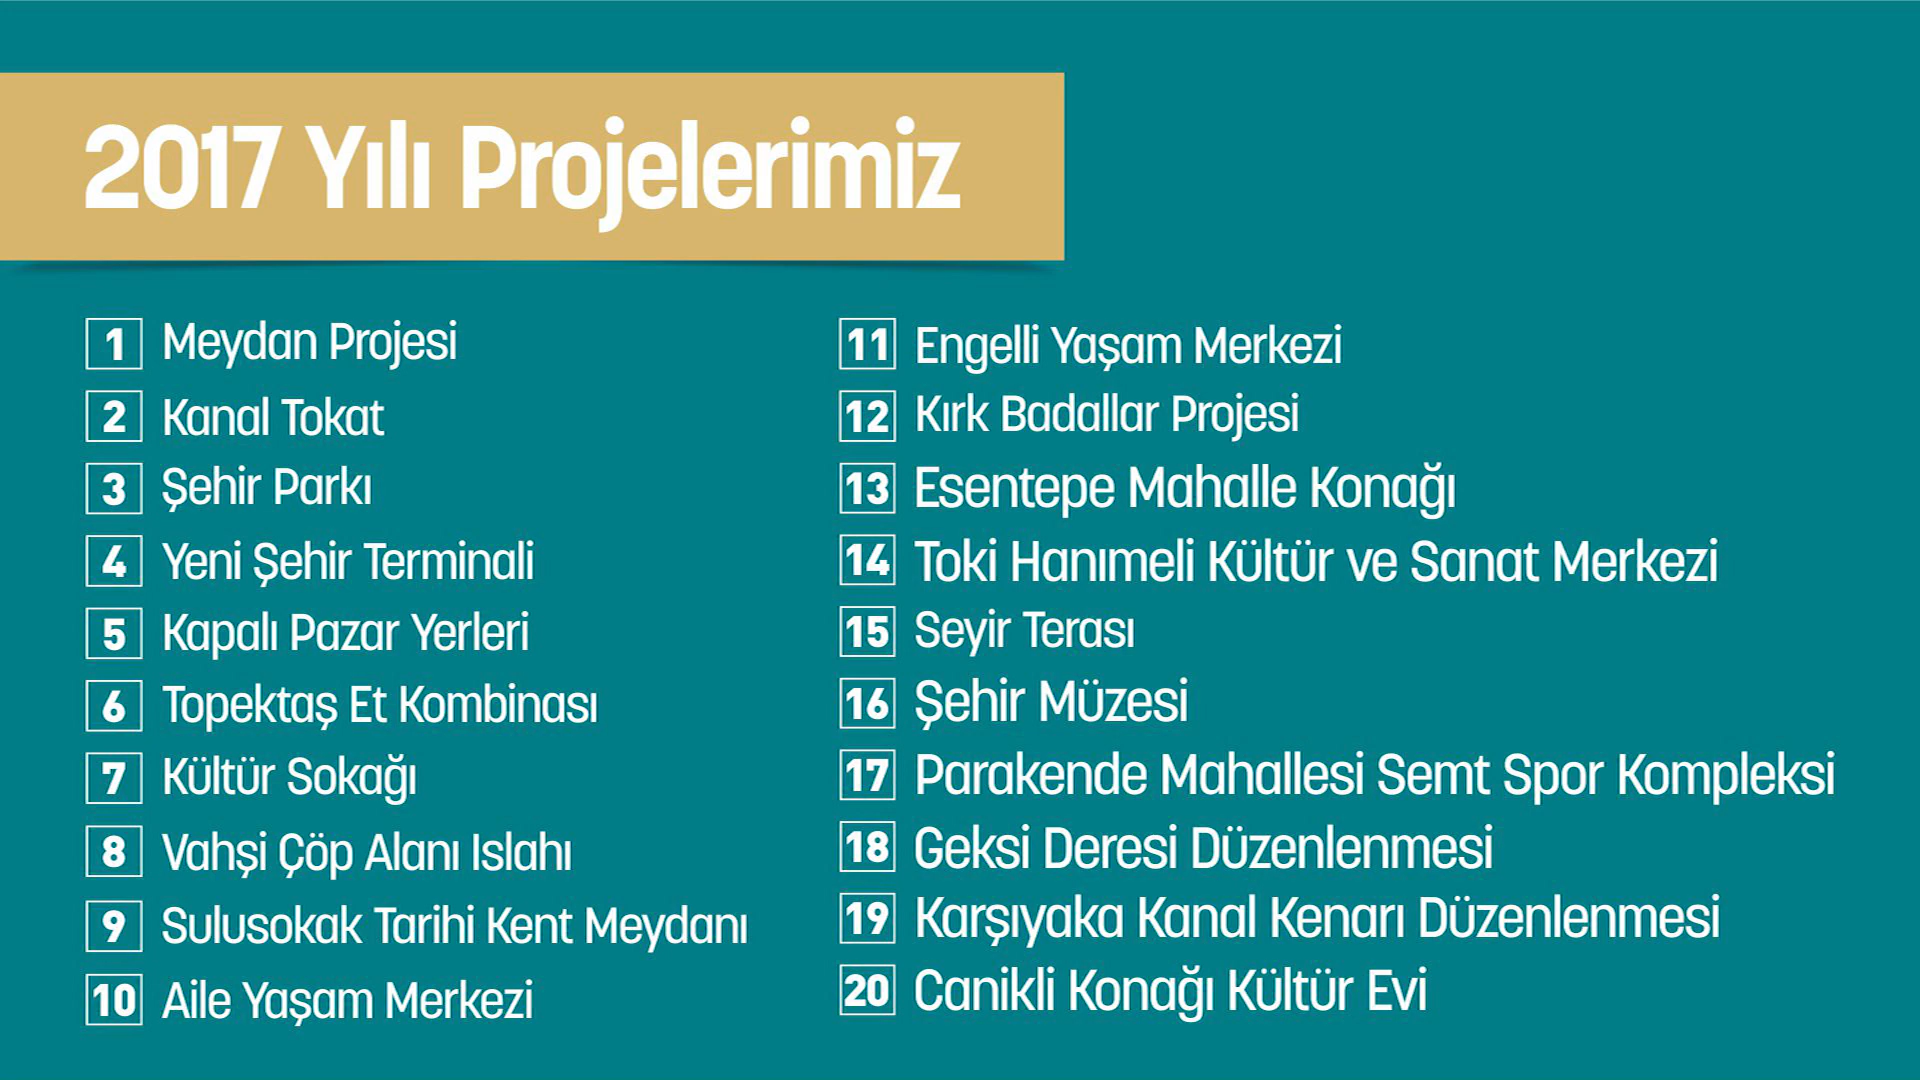 2017 Yılı Projelerimiz
1 Meydan Projesi
2 Kanal Tokat
3 Şehir Parkı
4 Yeni Şehir Terminali
5 Kapalı Pazar Yerleri
6 Topektaş Et Kombinası
7 Kültür Sokağı
8 Vahşi Çöp Alanı Islahı
9 Sulusokak Tarihi Kent Meydanı
10 Aile Yaşam Merkezi
11 Engelli Yaşam Merkezi
12 Kırk Badallar Projesi
13 Esentepe Mahalle Konağı
14 Toki Hanımeli Kültür ve Sanat Merkezi
15 Seyir Terası
16 Şehir Müzesi
17 Parakende Mahallesi Semt Spor Kompleksi
18 Geksi Deresi Düzenlenmesi
19 Karşıyaka Kanal Kenarı Düzenlenmesi
20 Canikli Konağı Kültür Evi